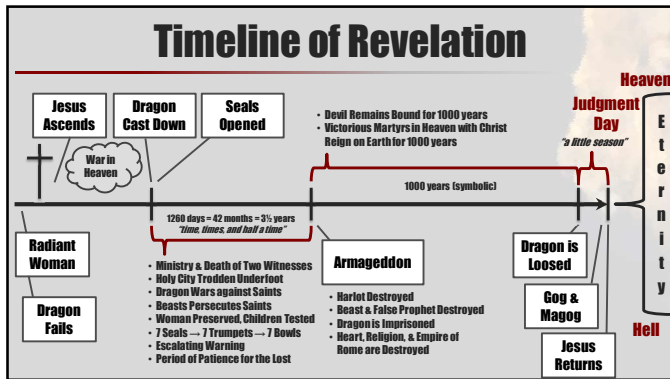 Timeline of Revelation
Heaven
Jesus
Ascends
Dragon
Cast Down
Seals
Opened
• Devil Remains Bound for 1000 years
• Victorious Martyrs in Heaven with Christ
Reign on Earth for 1000 years
Judgment
Day
"a little season"
War in
Heaven
1000 years (symbolic)
Eternity
1260 days = 42 months = 3½ years
"time, times, and half a time"
Radiant
Woman
Dragon
Fails
• Ministry & Death of Two Witnesses
• Holy City Trodden Underfoot
• Dragon Wars against Saints
• Beasts Persecutes Saints
• Woman Preserved, Children Tested
• 7 Seals → 7 Trumpets → 7 Bowls
• Escalating Warning
• Period of Patience for the Lost
Armageddon
• Harlot Destroyed
• Beast & False Prophet Destroyed
• Dragon is Imprisoned
• Heart, Religion, & Empire of
Rome are Destroyed
Dragon is
Loosed
Gog &
Magog
Jesus
Returns
Hell